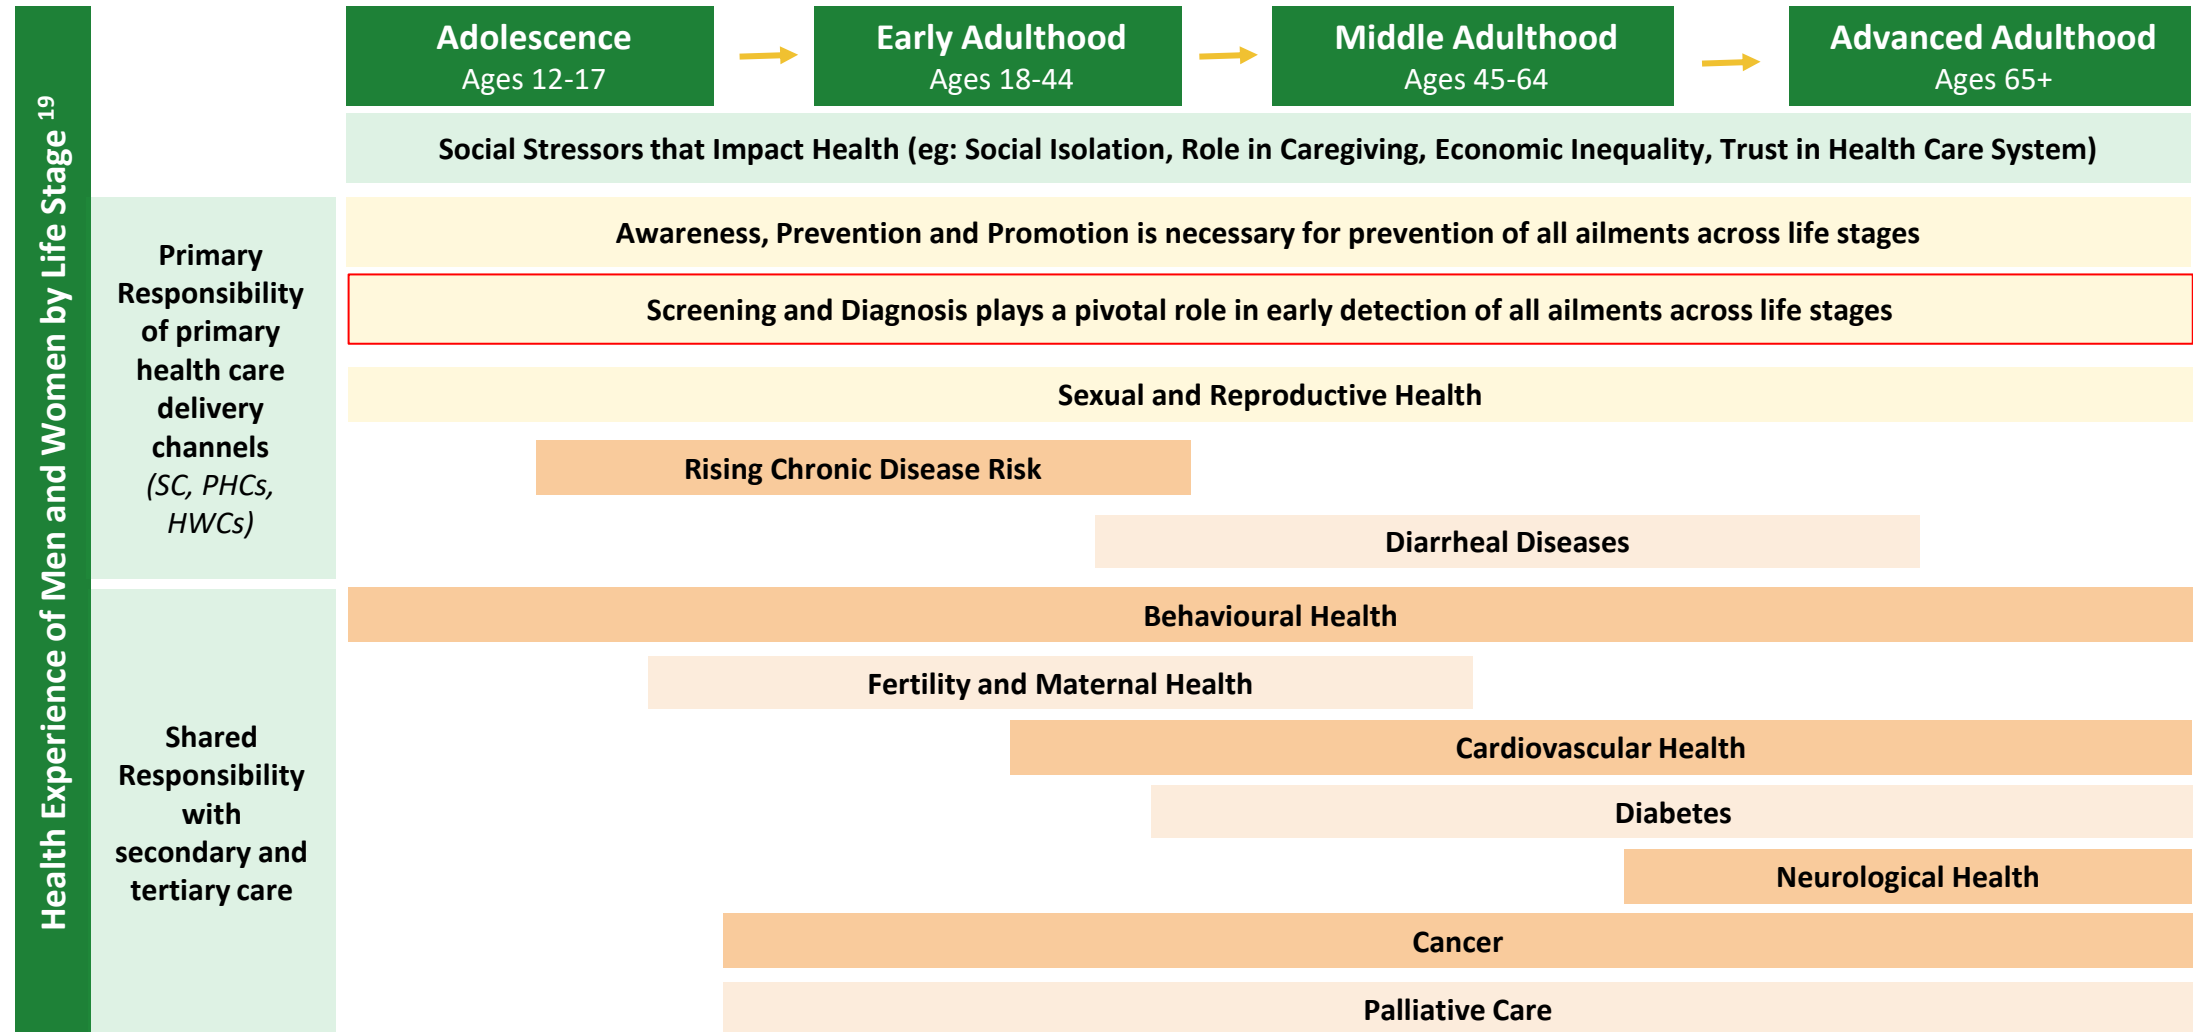 Health Experience of Men and Women by Life Stage 19
Adolescence
Ages 12-17
Early Adulthood
Ages 18-44
Middle Adulthood
Ages 45-64
Advanced Adulthood
Ages 65+
Social Stressors that Impact Health (eg: Social Isolation, Role in Caregiving, Economic Inequality, Trust in Health Care System)
Primary
Responsibility
of primary
health care
delivery
channels
(SC, PHCs,
HWCs)
Awareness, Prevention and Promotion is necessary for prevention of all ailments across life stages
Screening and Diagnosis plays a pivotal role in early detection of all ailments across life stages
Sexual and Reproductive Health
Rising Chronic Disease Risk
Diarrheal Diseases
Shared
Responsibility
with
secondary and
tertiary care
Behavioural Health
Fertility and Maternal Health
Cardiovascular Health
Diabetes
Neurological Health
Cancer
Palliative Care